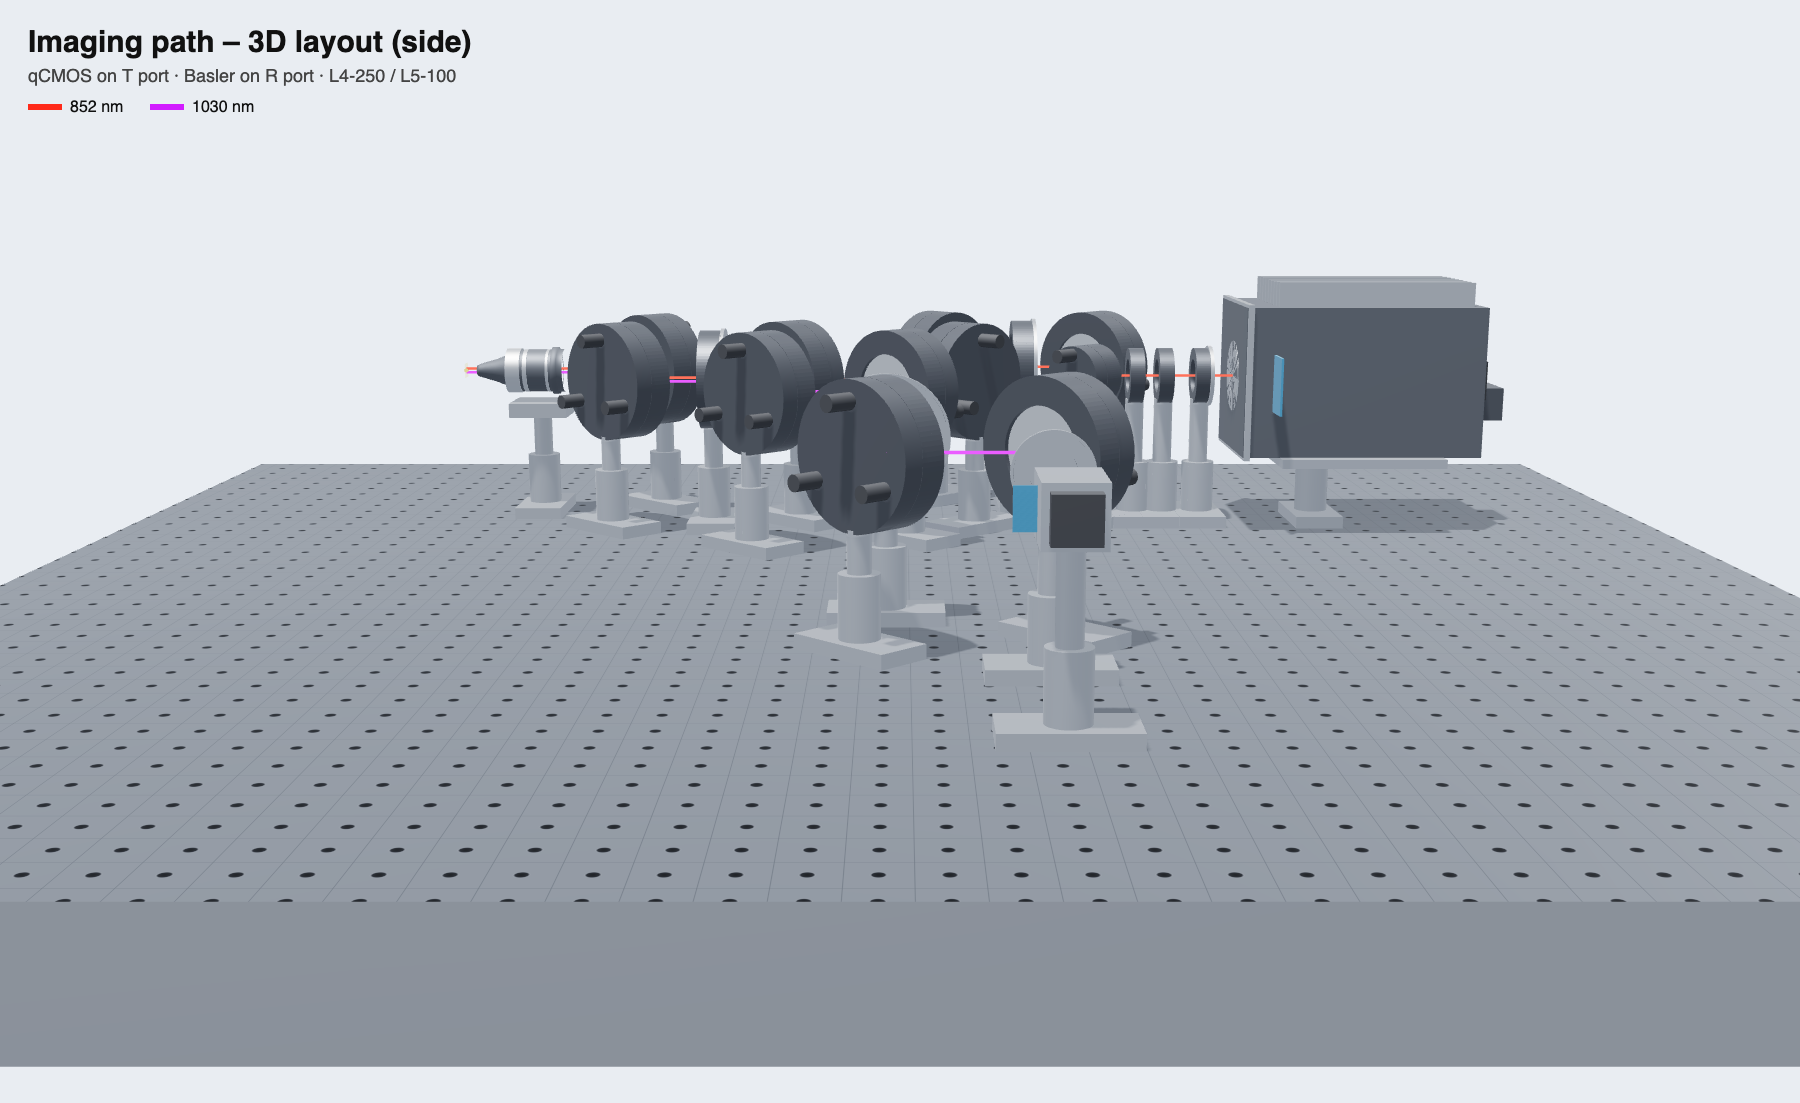 Imaging path – 3D layout (side)
qCMOS on T port · Basler on R port · L4-250 / L5-100
852 nm 1030 nm